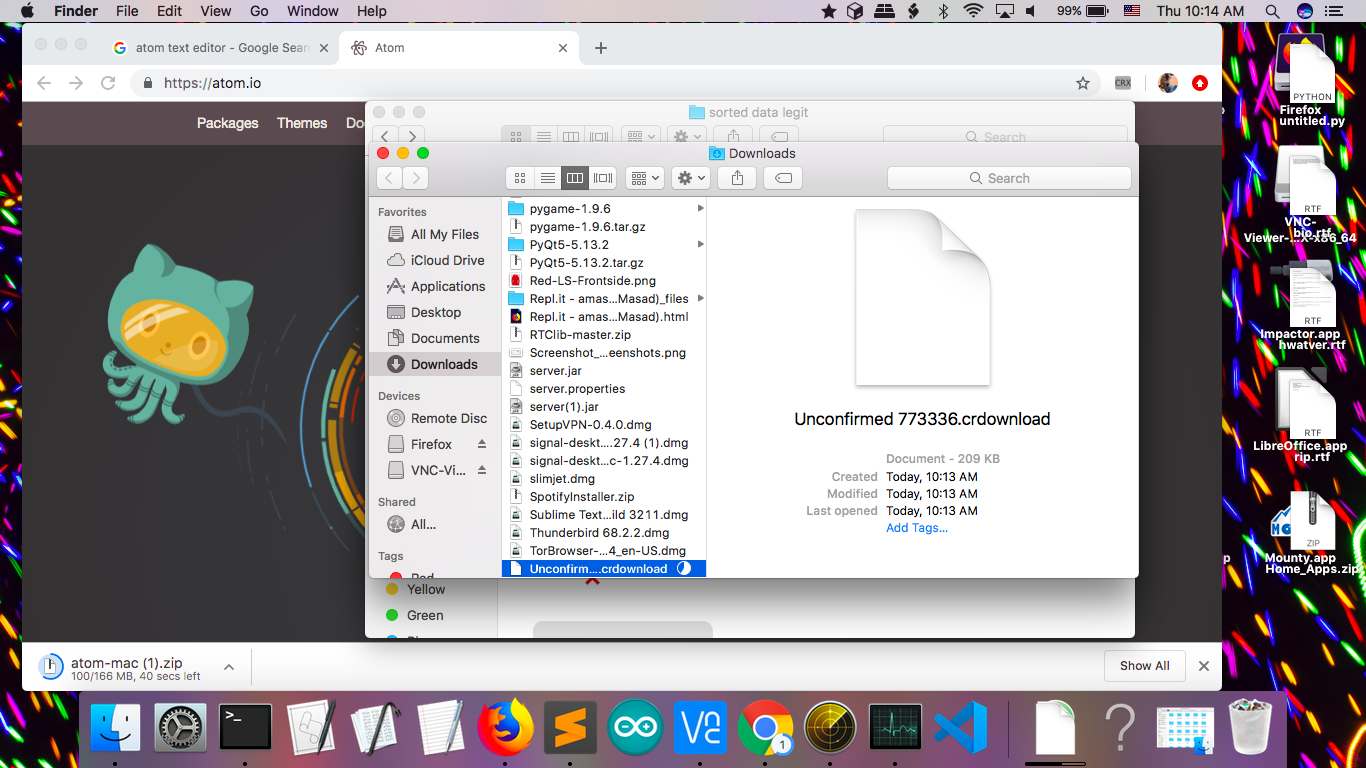 Finder File Edit View Go Window Help 99% Thu 10:14 AM
atom text editor - Google Sear
Atom
https://atom.io
CRX
Packages Themes Do
sorted data legit
Search
Downloads
Search
Favorites
All My Files
iCloud Drive
Applications
Desktop
Documents
Downloads
Devices
Remote Disc
Firefox
VNC-Vi...
Shared
All...
Tags
Red
Yellow
Green
pygame-1.9.6
pygame-1.9.6.tar.gz
PyQt5-5.13.2
PyQt5-5.13.2.tar.gz
Red-LS-Frontside.png
Repl.it - amas...Masad)_files
Repl.it - amas...Masad).html
RTClib-master.zip
Screenshot_...eenshots.png
server.jar
server.properties
server(1).jar
SetupVPN-0.4.0.dmg
signal-deskt....27.4 (1).dmg
signal-deskt...c-1.27.4.dmg
slimjet.dmg
SpotifyInstaller.zip
Sublime Text...ild 3211.dmg
Thunderbird 68.2.2.dmg
TorBrowser-...4_en-US.dmg
Unconfirm....crdownload
Unconfirmed 773336.crdownload
Document - 209 KB
Created Today, 10:13 AM
Modified Today, 10:13 AM
Last opened Today, 10:13 AM
Add Tags...
PYTHON
Firefox
untitled.py
RTF
VNC-
bio.rtf
Viewer-...X-x86_64
RTF
Impactor.app
hwatver.rtf
RTF
LibreOffice.app
rip.rtf
ZIP
Mounty.app
Home_Apps.zip
atom-mac (1).zip
100/166 MB, 40 secs left
Show All
1